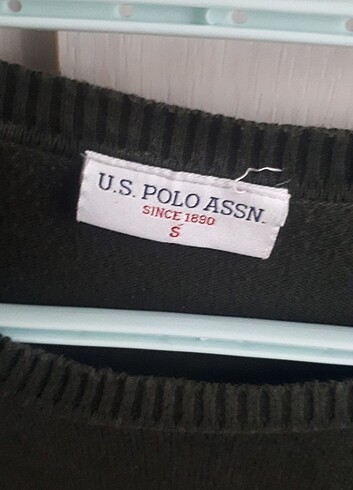 U.S. POLO ASSN.
SINCE 1890
S